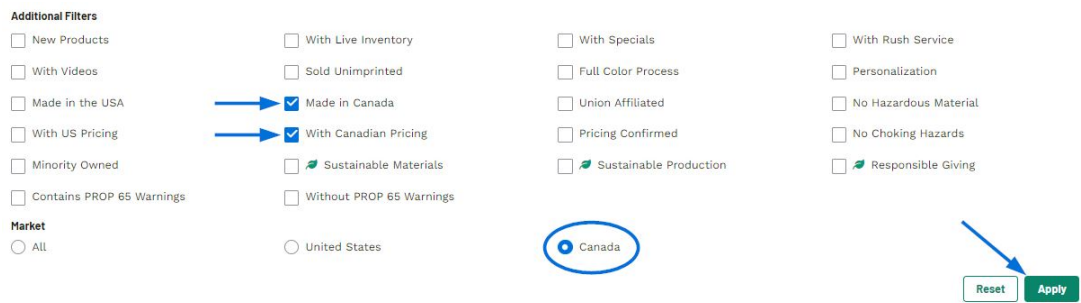 Additional Filters
New Products With Live Inventory With Specials With Rush Service
With Videos Sold Unimprinted Full Color Process Personalization
Made in the USA Made in Canada Union Affiliated No Hazardous Material
With US Pricing With Canadian Pricing Pricing Confirmed No Choking Hazards
Minority Owned Sustainable Materials Sustainable Production Responsible Giving
Contains PROP 65 Warnings Without PROP 65 Warnings
Market
All United States Canada
Reset Apply